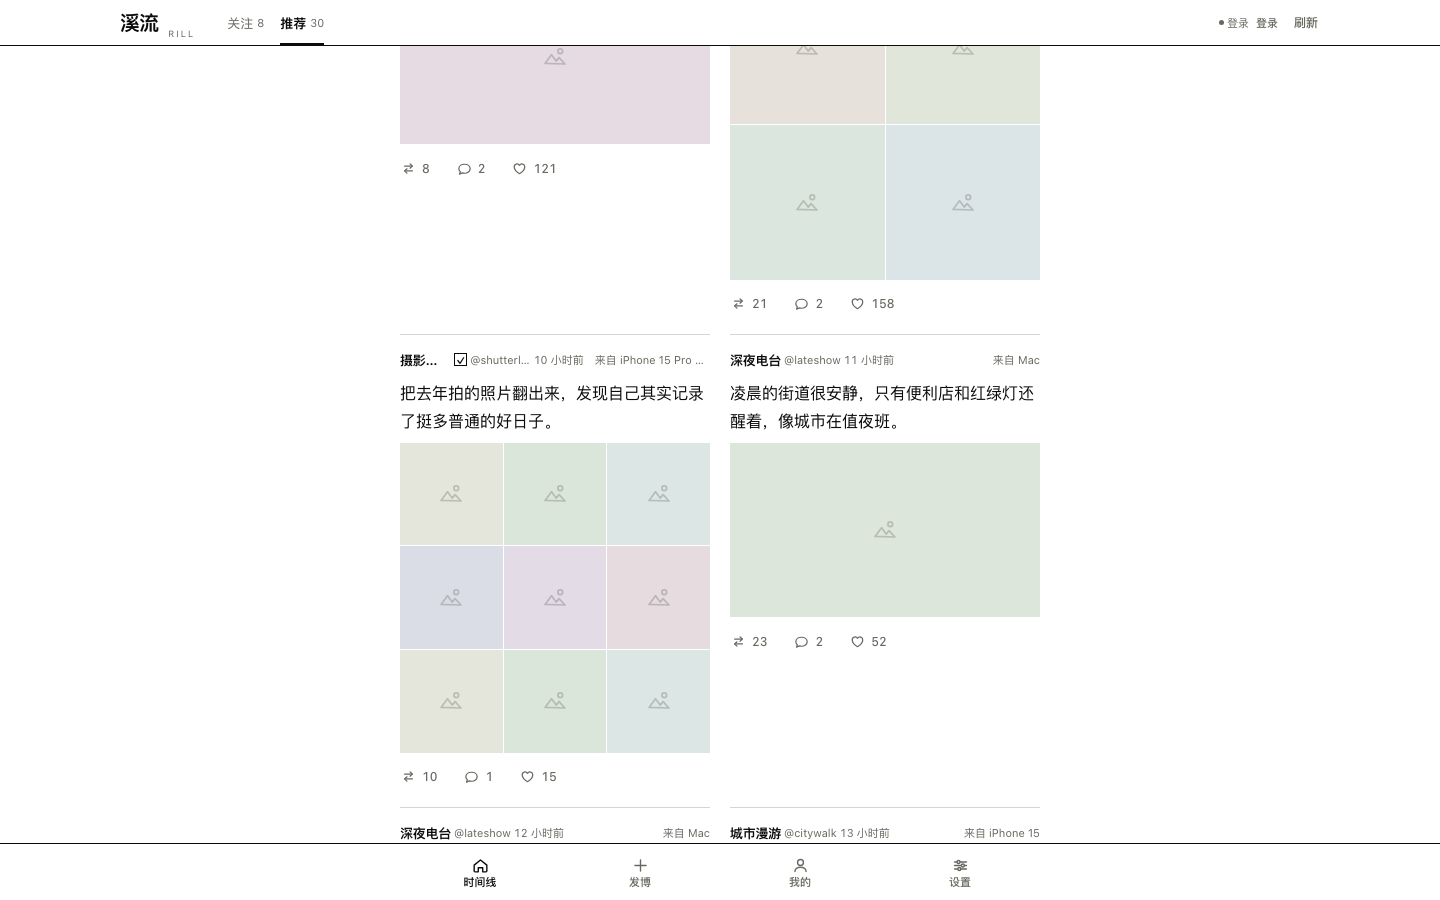 溪流 RILL 关注 8 推荐 30 登录 登录 刷新
8 2 121
21 2 158
摄影... @shutterl... 10 小时前 来自 iPhone 15 Pro ...
把去年拍的照片翻出来，发现自己其实记录
了挺多普通的好日子。
10 1 15
深夜电台 @lateshow 11 小时前 来自 Mac
凌晨的街道很安静，只有便利店和红绿灯还
醒着，像城市在值夜班。
23 2 52
深夜电台 @lateshow 12 小时前 来自 Mac
城市漫游 @citywalk 13 小时前 来自 iPhone 15
时间线 发博 我的 设置